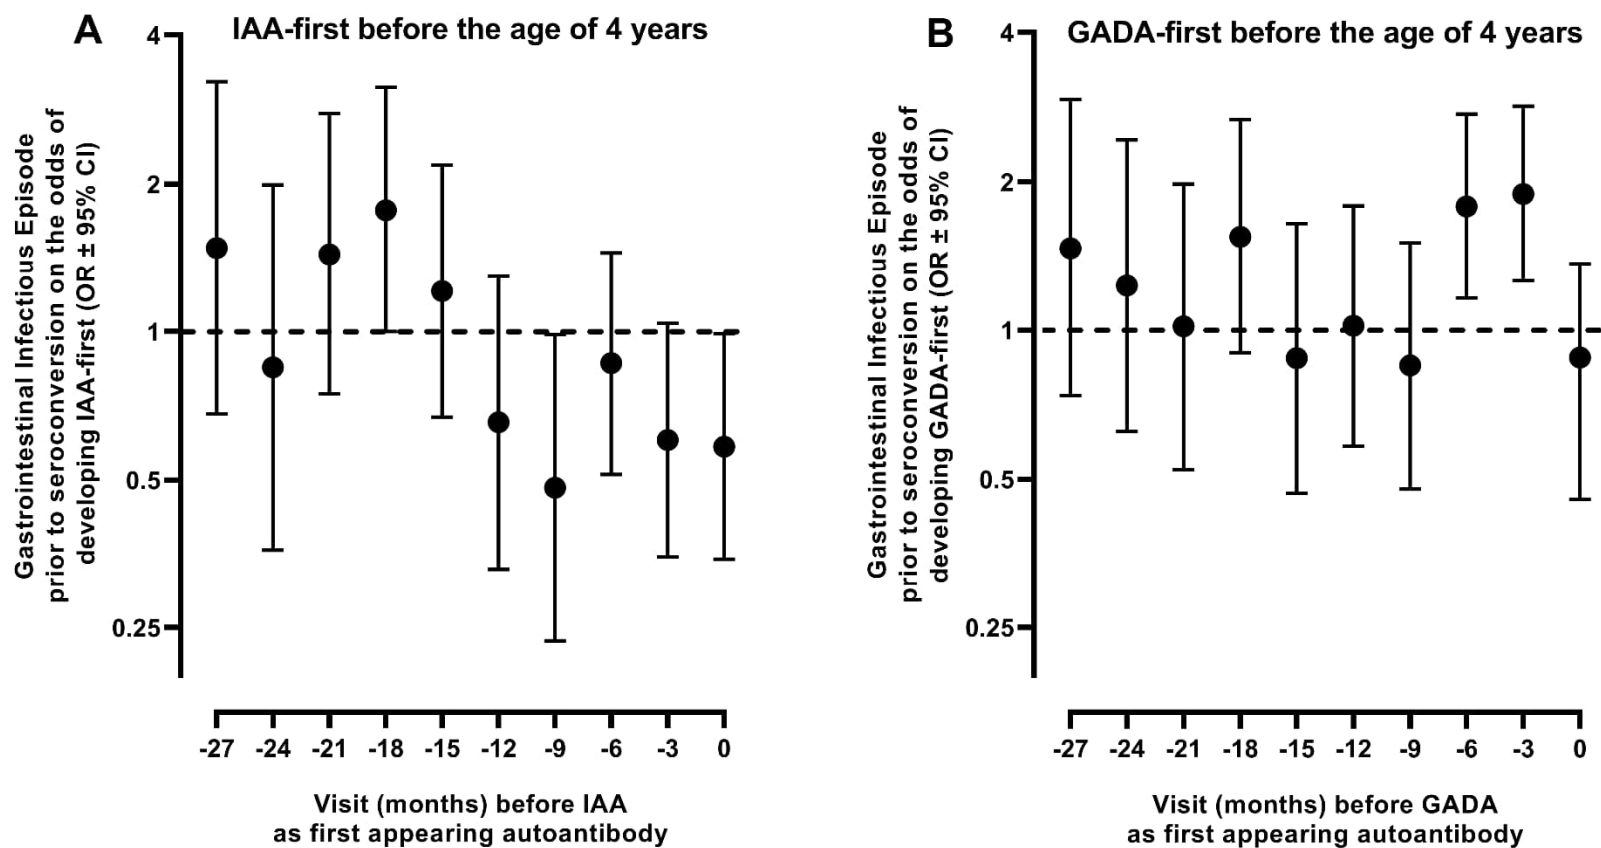 A
IAA-first before the age of 4 years
Gastrointestinal Infectious Episode
prior to seroconversion on the odds of
developing IAA-first (OR ± 95% CI)
4
2
1
0.5
0.25
-27 -24 -21 -18 -15 -12 -9 -6 -3 0
Visit (months) before IAA
as first appearing autoantibody
B
GADA-first before the age of 4 years
Gastrointestinal Infectious Episode
prior to seroconversion on the odds of
developing GADA-first (OR ± 95% CI)
4
2
1
0.5
0.25
-27 -24 -21 -18 -15 -12 -9 -6 -3 0
Visit (months) before GADA
as first appearing autoantibody